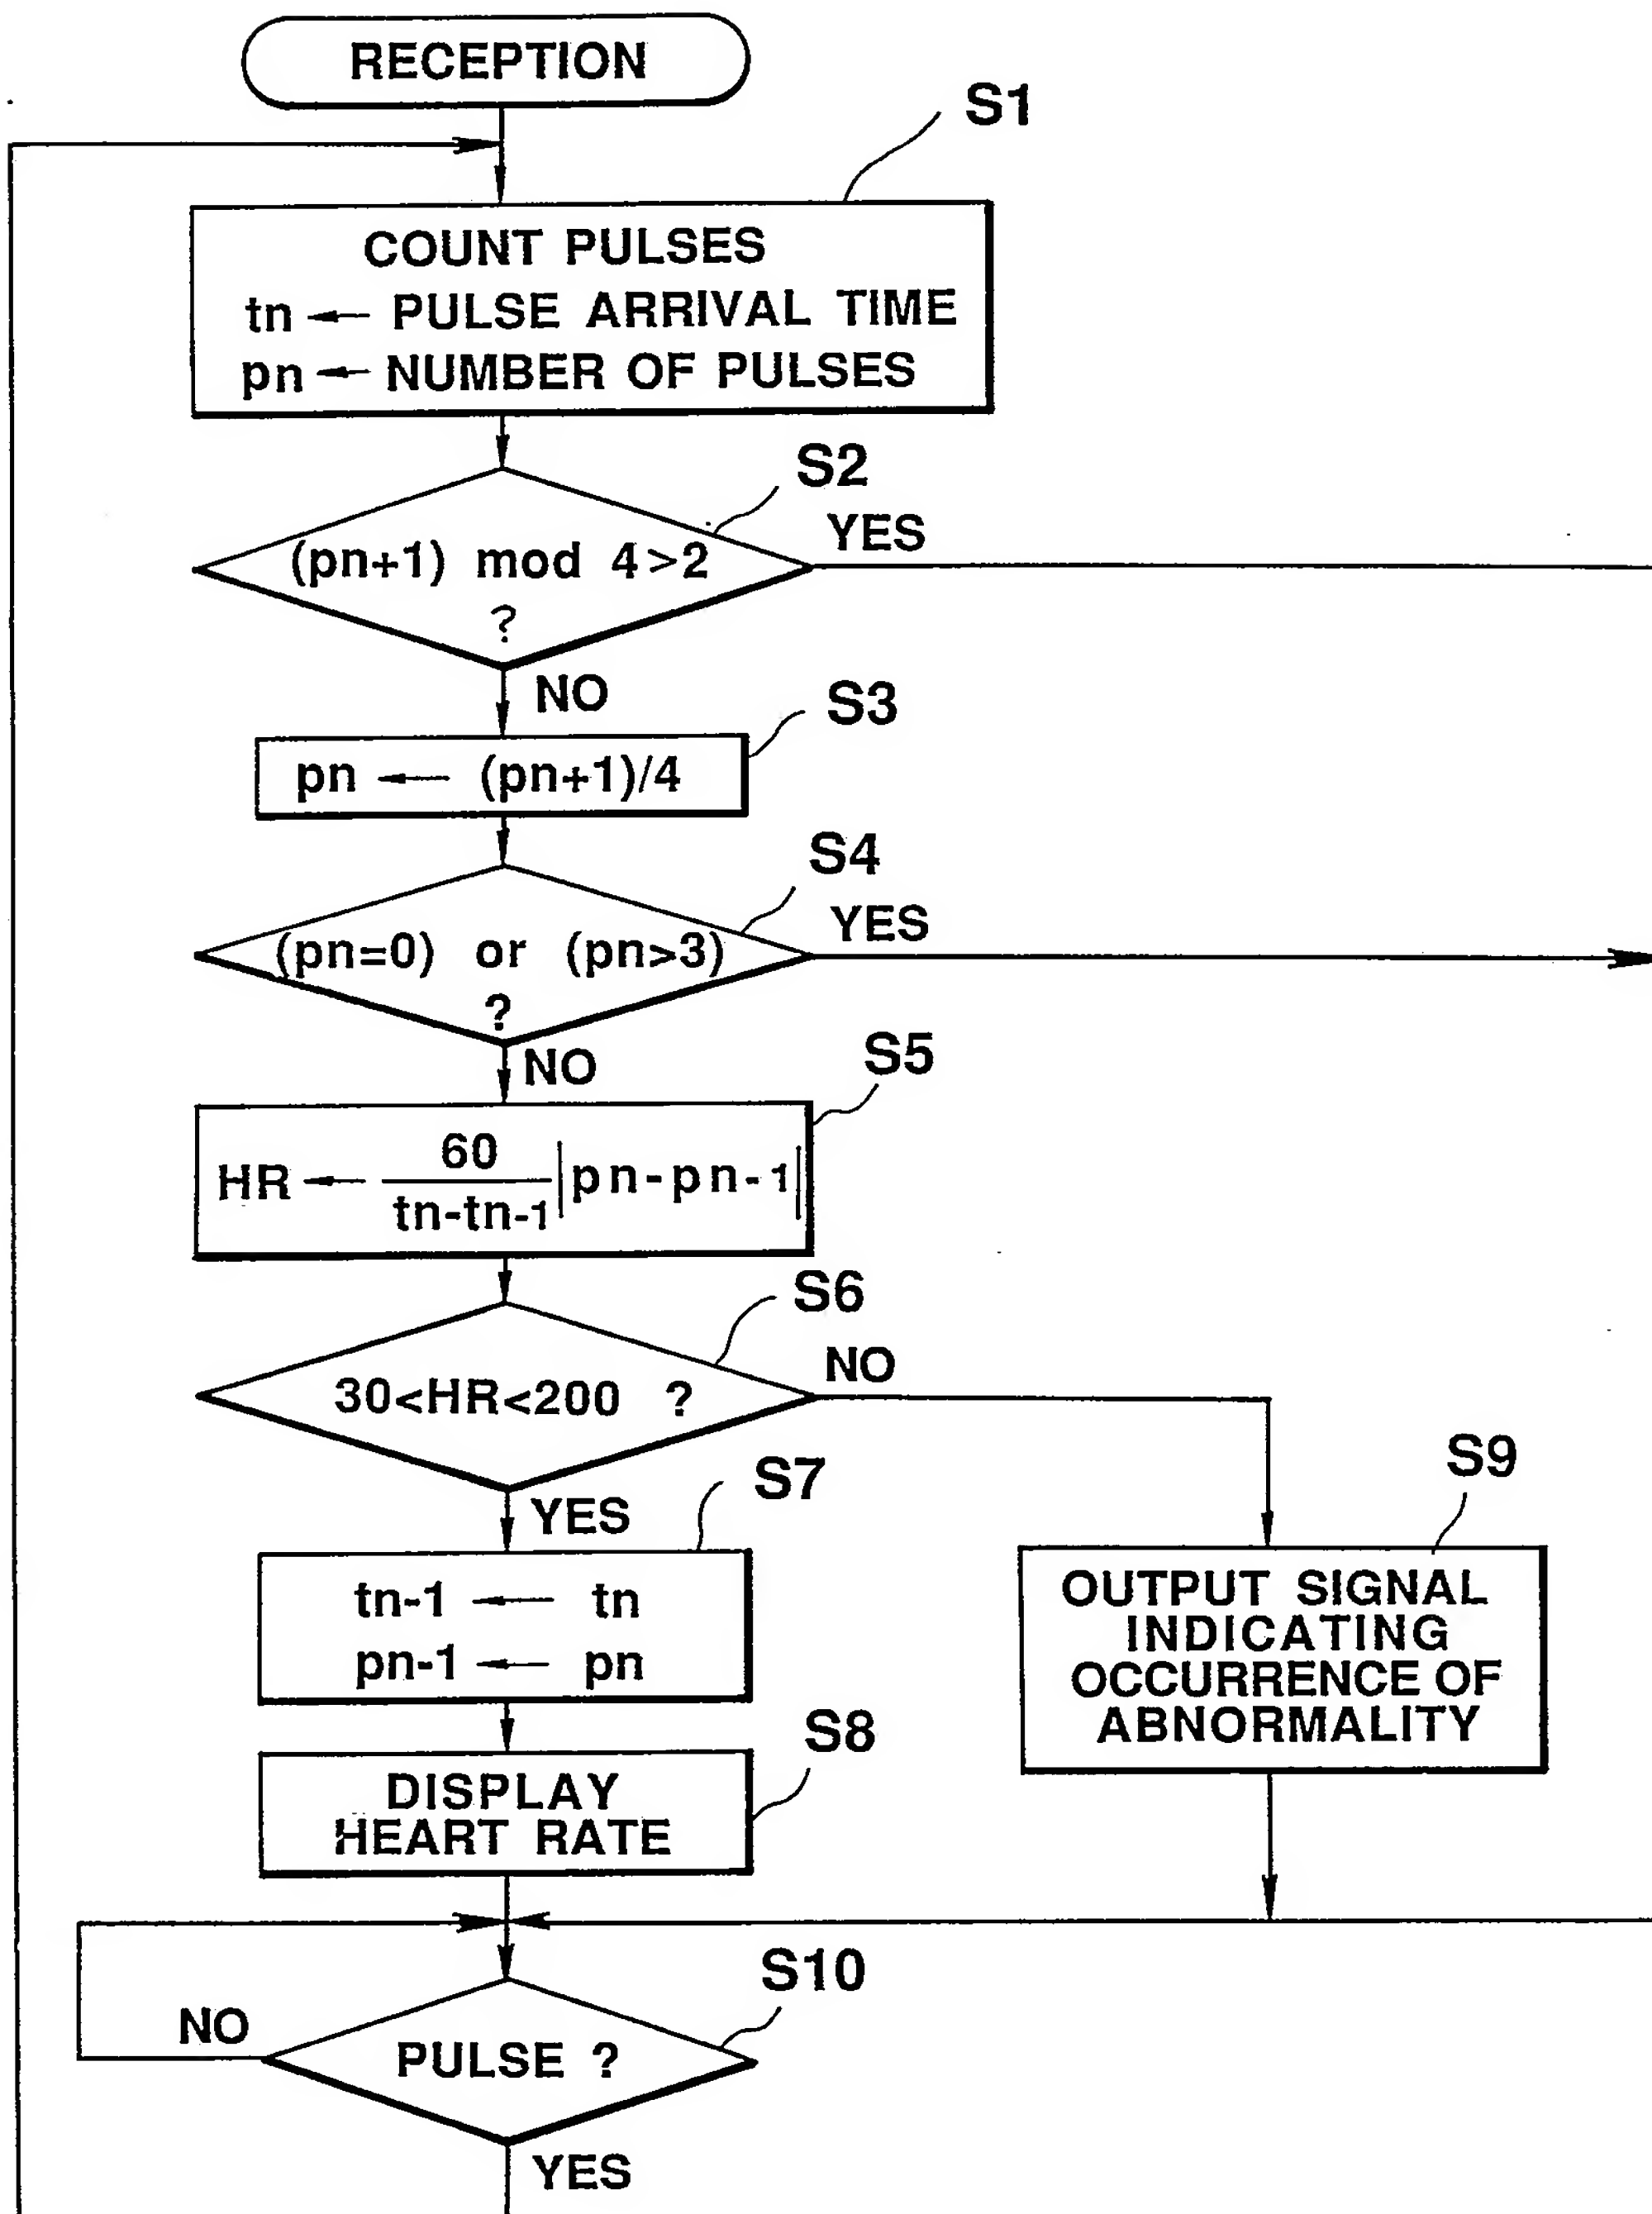 RECEPTION
S1
COUNT PULSES
tn ← PULSE ARRIVAL TIME
pn ← NUMBER OF PULSES
S2
(pn+1) mod 4>2
?
YES
NO
S3
pn ← (pn+1)/4
S4
(pn=0) or (pn>3)
?
YES
NO
S5
HR ← 60/tn-tn-1 |pn-pn-1|
S6
30<HR<200 ?
NO
YES
S7
tn-1 ← tn
pn-1 ← pn
S9
OUTPUT SIGNAL
INDICATING
OCCURRENCE OF
ABNORMALITY
S8
DISPLAY
HEART RATE
S10
PULSE ?
NO
YES